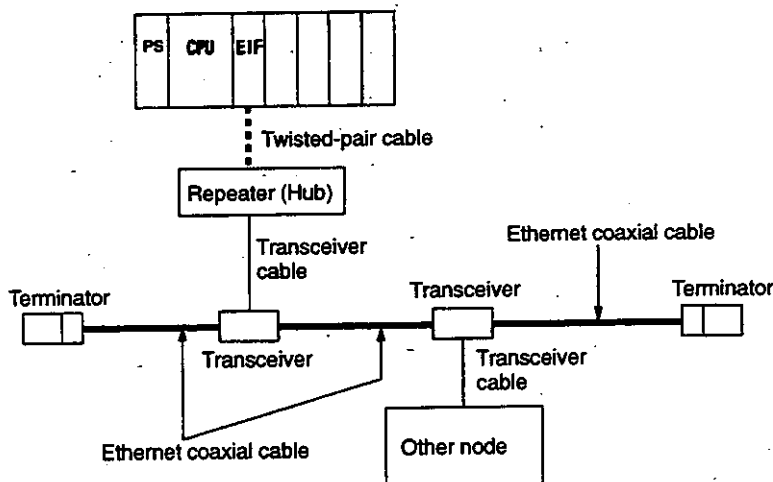 PS CPU EIF
Twisted-pair cable
Repeater (Hub)
Transceiver
cable
Ethernet coaxial cable
Terminator
Transceiver
Terminator
Transceiver
Transceiver
cable
Ethernet coaxial cable
Other node